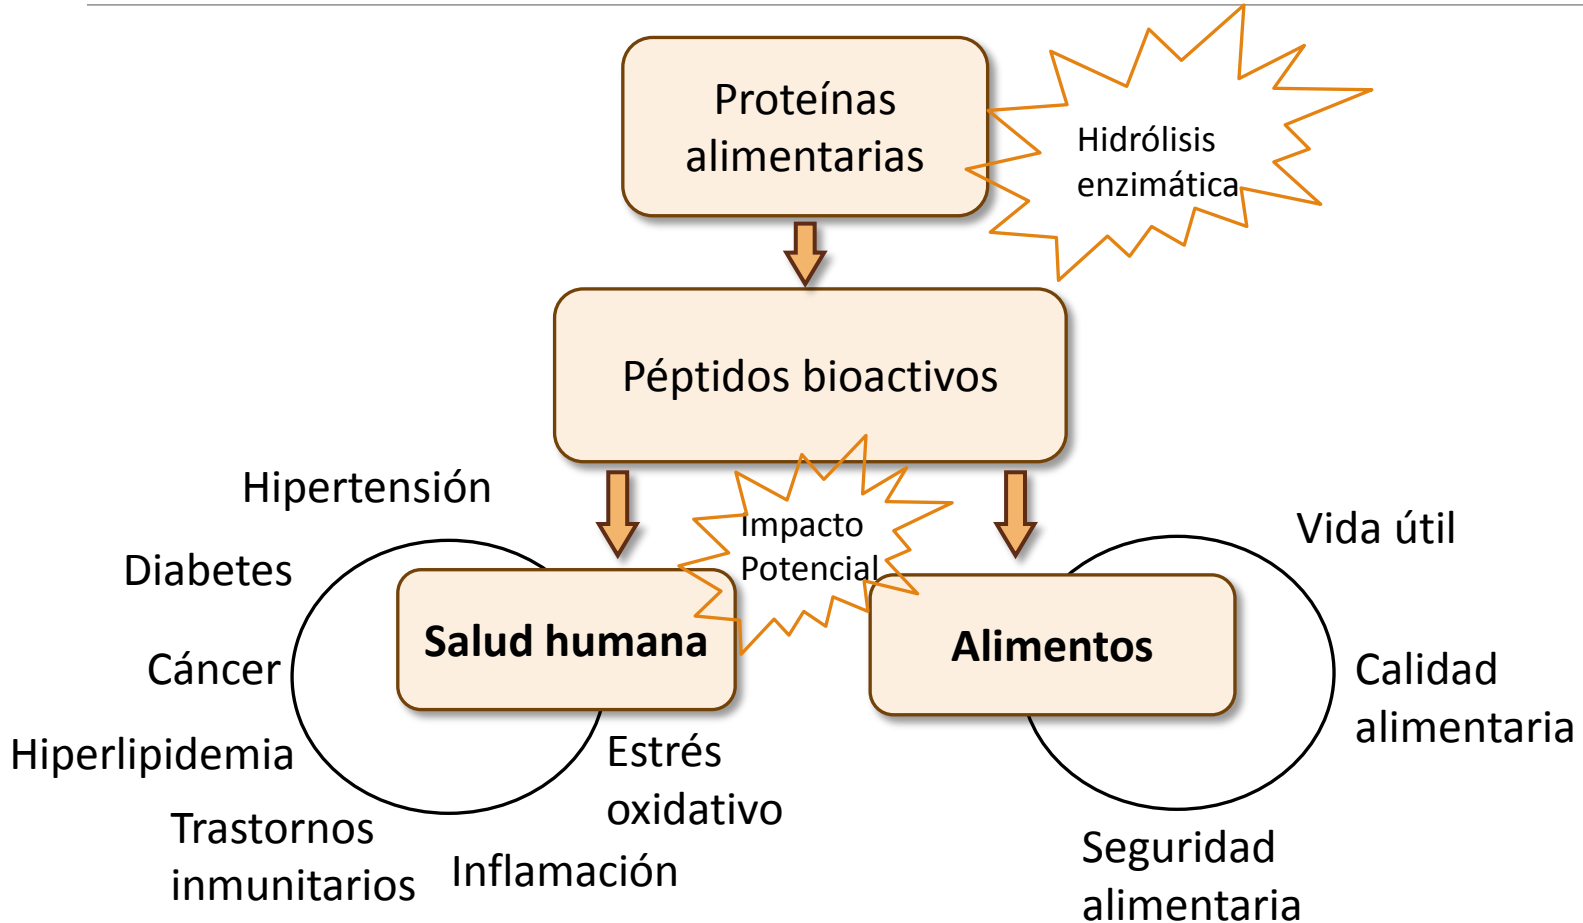 Proteínas
alimentarias
Hidrólisis
enzimática
Péptidos bioactivos
Impacto
Potencial
Hipertensión
Diabetes
Cáncer
Hiperlipidemia
Trastornos
inmunitarios
Inflamación
Estrés
oxidativo
Salud humana
Alimentos
Vida útil
Calidad
alimentaria
Seguridad
alimentaria